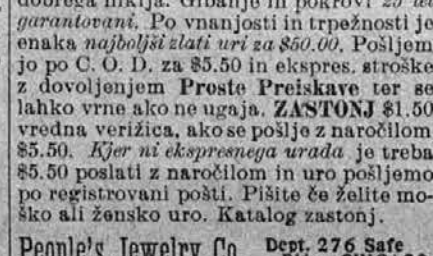 dobrega niklja. Gibanje in pokrovi 25 let
garantovani. Po vnanjosti in trpežnosti je
enaka najboljši zlati uri za $50.00. Pošljem
jo po C. O. D. za $5.50 in ekspres. stroške
z dovoljenjem Proste Preiskave ter se
lahko vrne ako ne ugaja. ZASTONJ $1.50
vredna verižica, ako se pošlje z naročilom
$5.50. Kjer ni ekspresnega urada je treba
$5.50 poslati z naročilom in uro pošljemo
po registrovani pošti. Pišite če želite mo-
ško ali žensko uro. Katalog zastonj.
People's Jewelry Co. Dept. 276 Safe